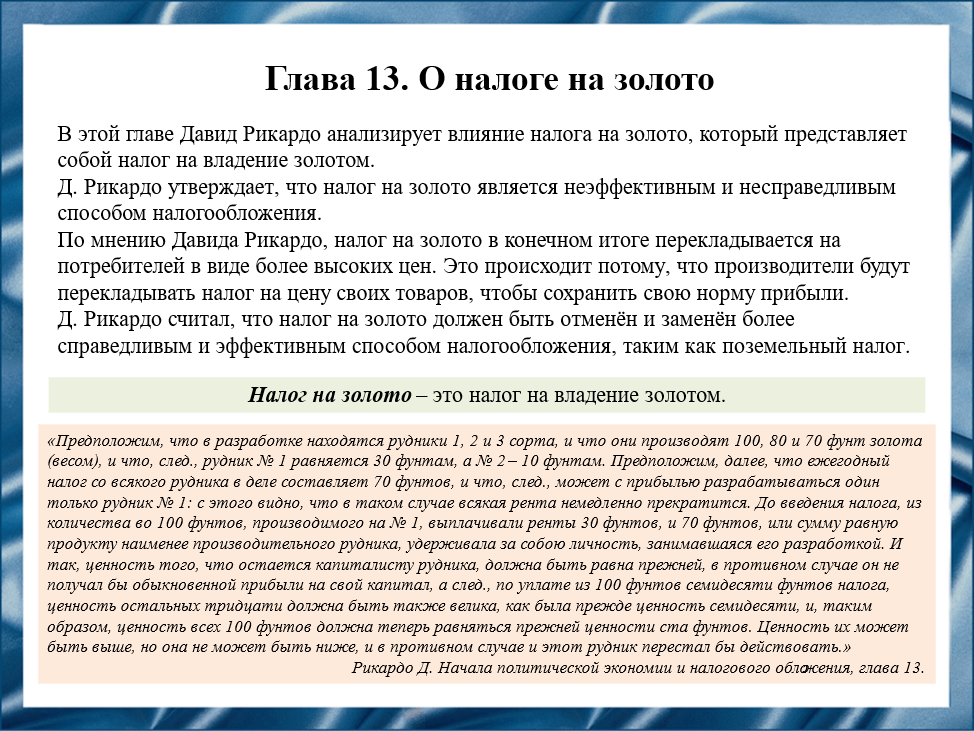 Глава 13. О налоге на золото
В этой главе Давид Рикардо анализирует влияние налога на золото, который представляет
собой налог на владение золотом.
Д. Рикардо утверждает, что налог на золото является неэффективным и несправедливым
способом налогообложения.
По мнению Давида Рикардо, налог на золото в конечном итоге перекладывается на
потребителей в виде более высоких цен. Это происходит потому, что производители будут
перекладывать налог на цену своих товаров, чтобы сохранить свою норму прибыли.
Д. Рикардо считал, что налог на золото должен быть отменён и заменён более
справедливым и эффективным способом налогообложения, таким как поземельный налог.
Налог на золото – это налог на владение золотом.
«Предположим, что в разработке находятся рудники 1, 2 и 3 сорта, и что они производят 100, 80 и 70 фунт золота
(весом), и что, след., рудник № 1 равняется 30 фунтам, а № 2 – 10 фунтам. Предположим, далее, что ежегодный
налог со всякого рудника в деле составляет 70 фунтов, и что, след., может с прибылью разрабатываться один
только рудник № 1: с этого видно, что в таком случае всякая рента немедленно прекратится. До введения налога, из
количества во 100 фунтов, производимого на № 1, выплачивали ренты 30 фунтов, и 70 фунтов, или сумму равную
продукту наименее производительного рудника, удерживала за собою личность, занимавшаяся его разработкой. И
так, ценность того, что остается капиталисту рудника, должна быть равна прежней, в противном случае он не
получал бы обыкновенной прибыли на свой капитал, а след., по уплате из 100 фунтов семидесяти фунтов налога,
ценность остальных тридцати должна быть также велика, как была прежде ценность семидесяти, и, таким
образом, ценность всех 100 фунтов должна теперь равняться прежней ценности ста фунтов. Ценность их может
быть выше, но она не может быть ниже, и в противном случае и этот рудник перестал бы действовать.»
Рикардо Д. Начала политической экономии и налогового обложения, глава 13.